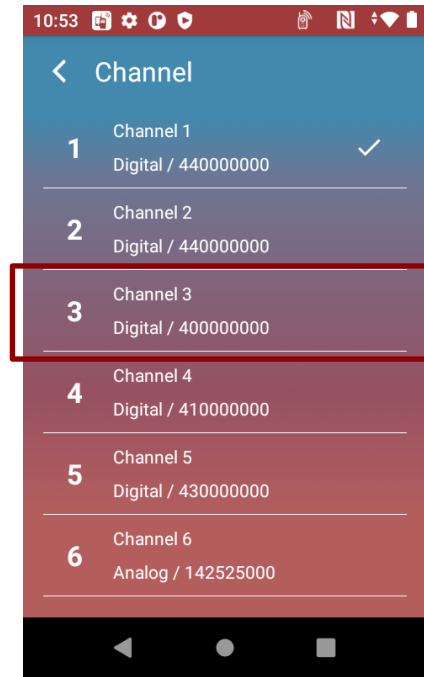 10:53
Channel
1
Channel 1
Digital / 440000000
2
Channel 2
Digital / 440000000
3
Channel 3
Digital / 400000000
4
Channel 4
Digital / 410000000
5
Channel 5
Digital / 430000000
6
Channel 6
Analog / 142525000